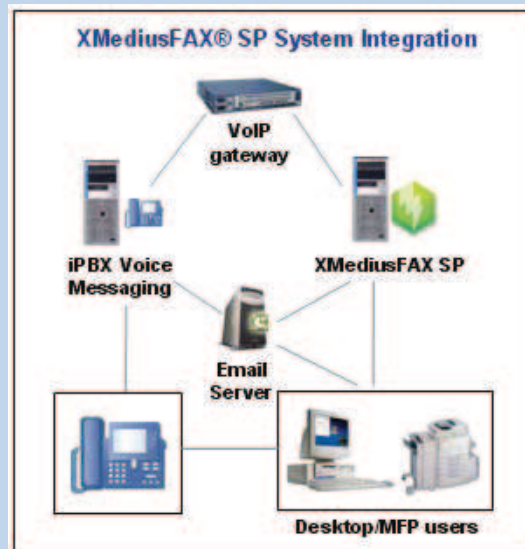 XMediusFAX® SP System Integration
VoIP
gateway
iPBX Voice
Messaging
XMediusFAX SP
Email
Server
Desktop/MFP users